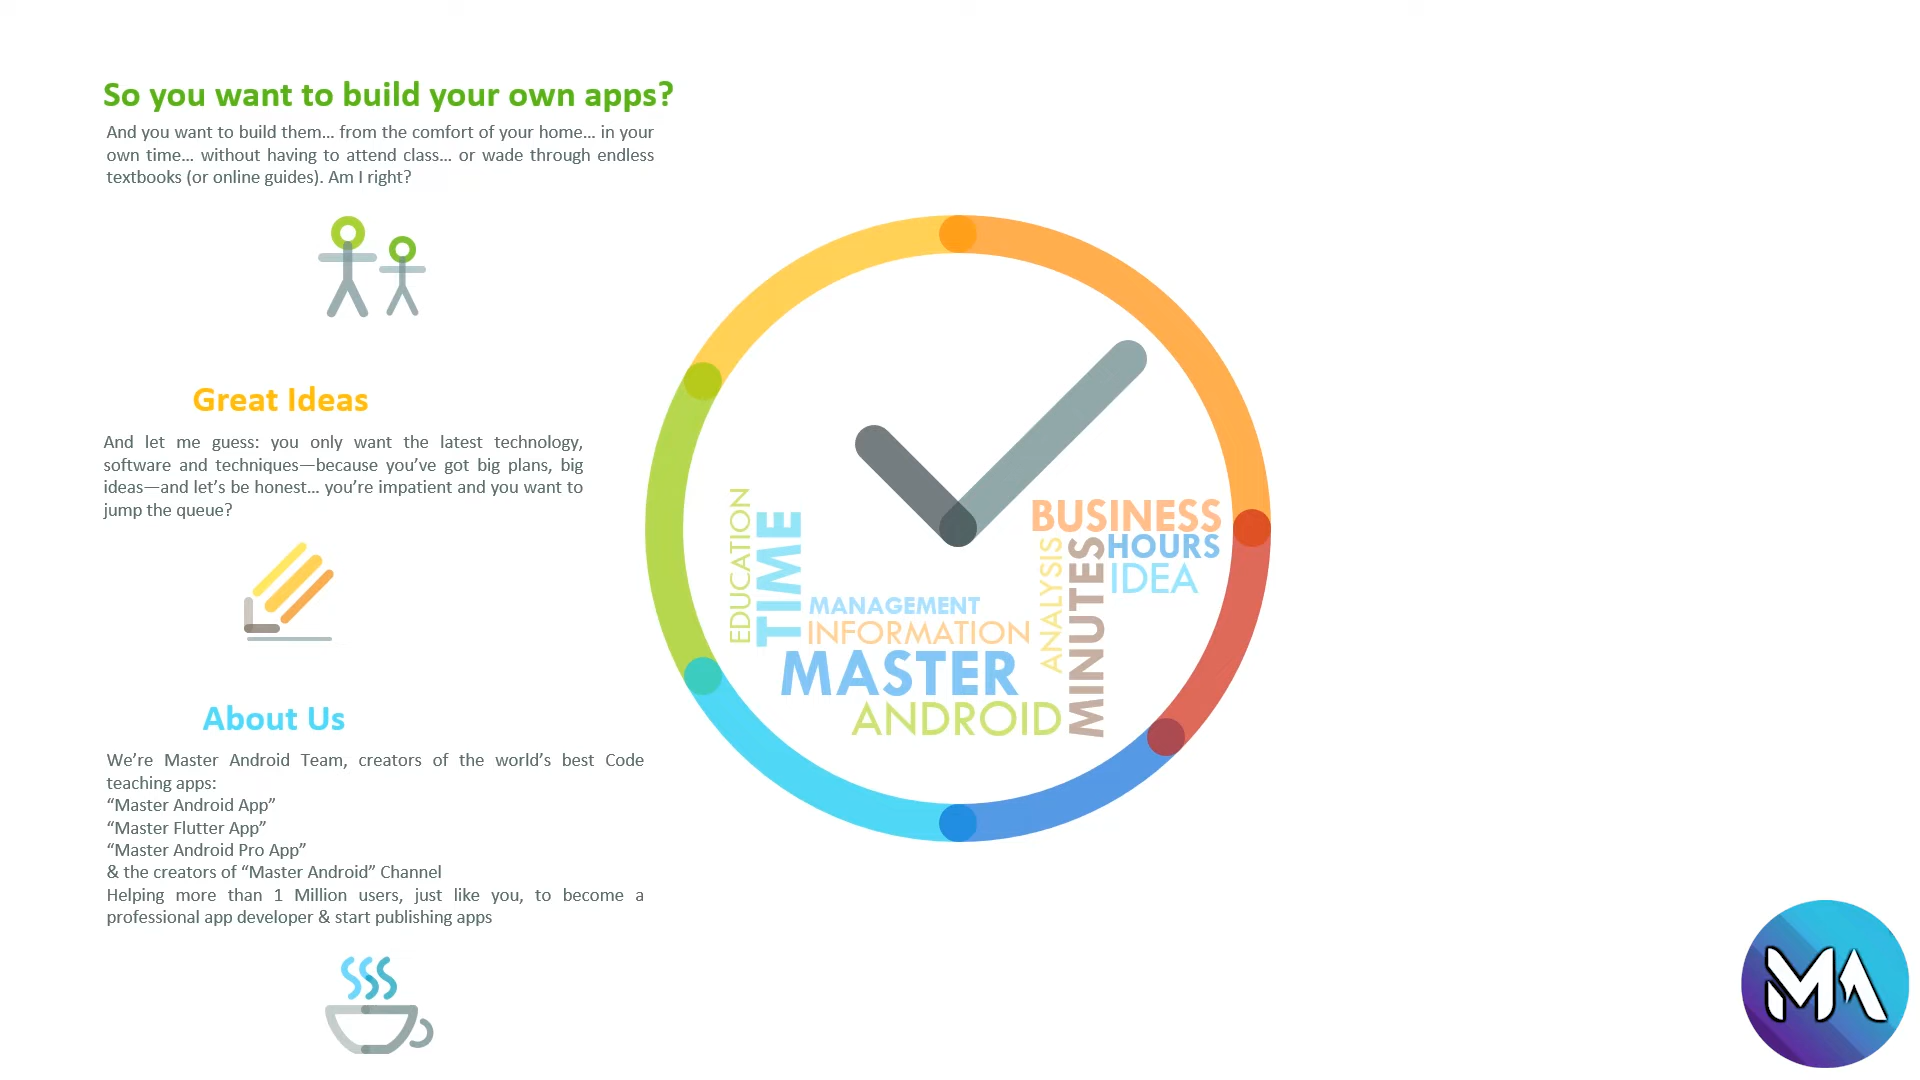 So you want to build your own apps?
And you want to build them… from the comfort of your home… in your
own time… without having to attend class… or wade through endless
textbooks (or online guides). Am I right?
Great Ideas
And let me guess: you only want the latest technology,
software and techniques—because you’ve got big plans, big
ideas—and let’s be honest… you’re impatient and you want to
jump the queue?
About Us
We’re Master Android Team, creators of the world’s best Code
teaching apps:
“Master Android App”
“Master Flutter App”
“Master Android Pro App”
& the creators of “Master Android” Channel
Helping more than 1 Million users, just like you, to become a
professional app developer & start publishing apps
EDUCATION
TIME
MANAGEMENT
INFORMATION
MASTER
ANDROID
ANALYSIS
MINUTES
BUSINESS
HOURS
IDEA
MA